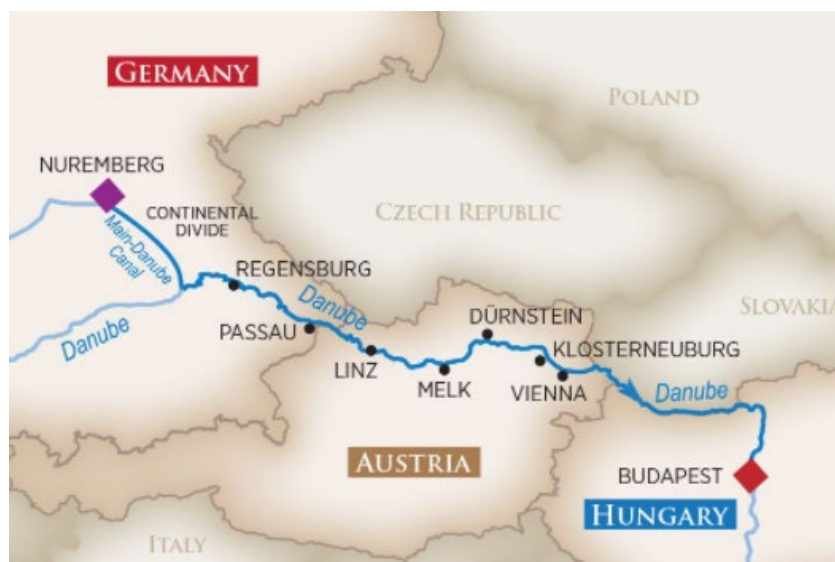 GERMANY
POLAND
NUREMBERG
CONTINENTAL
DIVIDE
CZECH REPUBLIC
Main-Danube
Canal
REGENSBURG
Danube
SLOVAKIA
DÜRNSTEIN
Danube
PASSAU
KLOSTERNEUBURG
LINZ
MELK
VIENNA
Danube
AUSTRIA
BUDAPEST
HUNGARY
ITALY